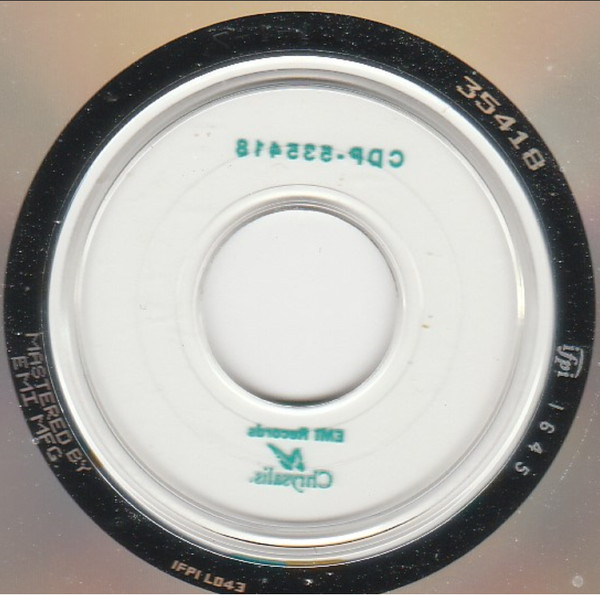 35418
CDP-535418
ifpi 1645
MASTERED BY
EMI MFG.
EMI Records
Chrysalis.
IFPI L043